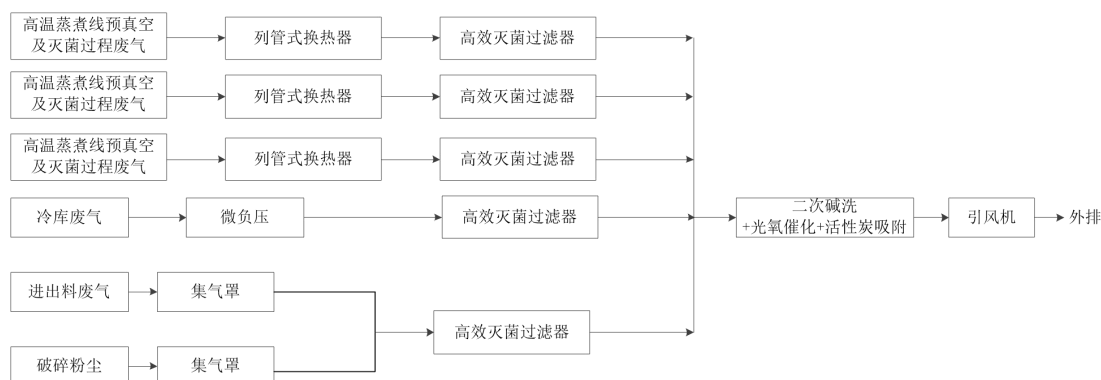 高温蒸煮线预真空
及灭菌过程废气
列管式换热器
高效灭菌过滤器
高温蒸煮线预真空
及灭菌过程废气
列管式换热器
高效灭菌过滤器
高温蒸煮线预真空
及灭菌过程废气
列管式换热器
高效灭菌过滤器
冷库废气
微负压
高效灭菌过滤器
二次碱洗
+光氧催化+活性炭吸附
引风机
外排
进出料废气
集气罩
高效灭菌过滤器
破碎粉尘
集气罩